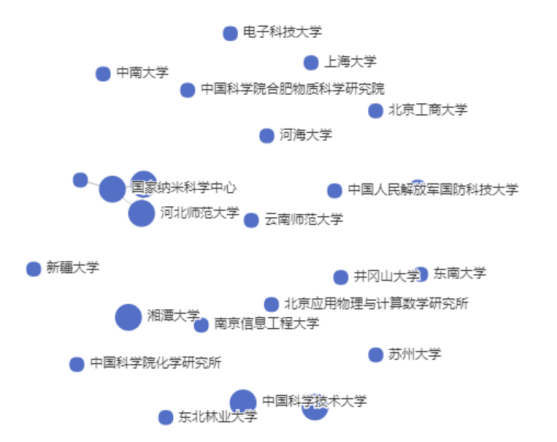 电子科技大学
上海大学
中南大学
中国科学院合肥物质科学研究院
北京工商大学
河海大学
国家纳米科学中心
中国人民解放军国防科技大学
河北师范大学
云南师范大学
新疆大学
东南大学
井冈山大学
北京应用物理与计算数学研究所
湘潭大学
南京信息工程大学
苏州大学
中国科学院化学研究所
中国科学技术大学
东北林业大学